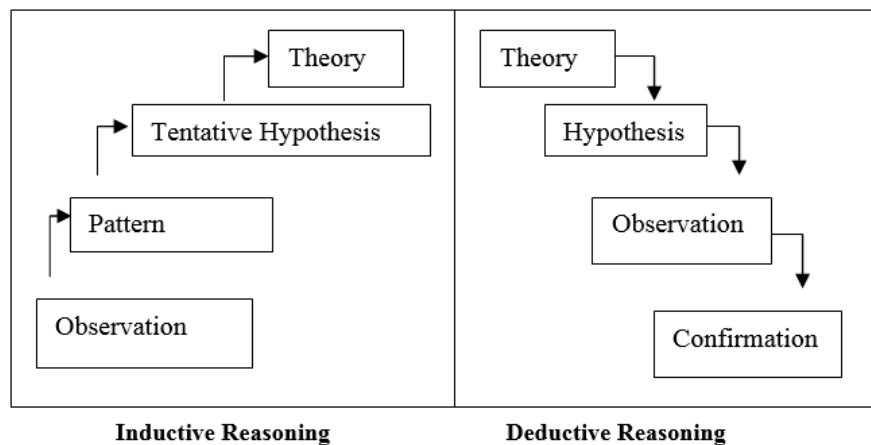 Theory
Tentative Hypothesis
Pattern
Observation
Theory
Hypothesis
Observation
Confirmation
Inductive Reasoning
Deductive Reasoning